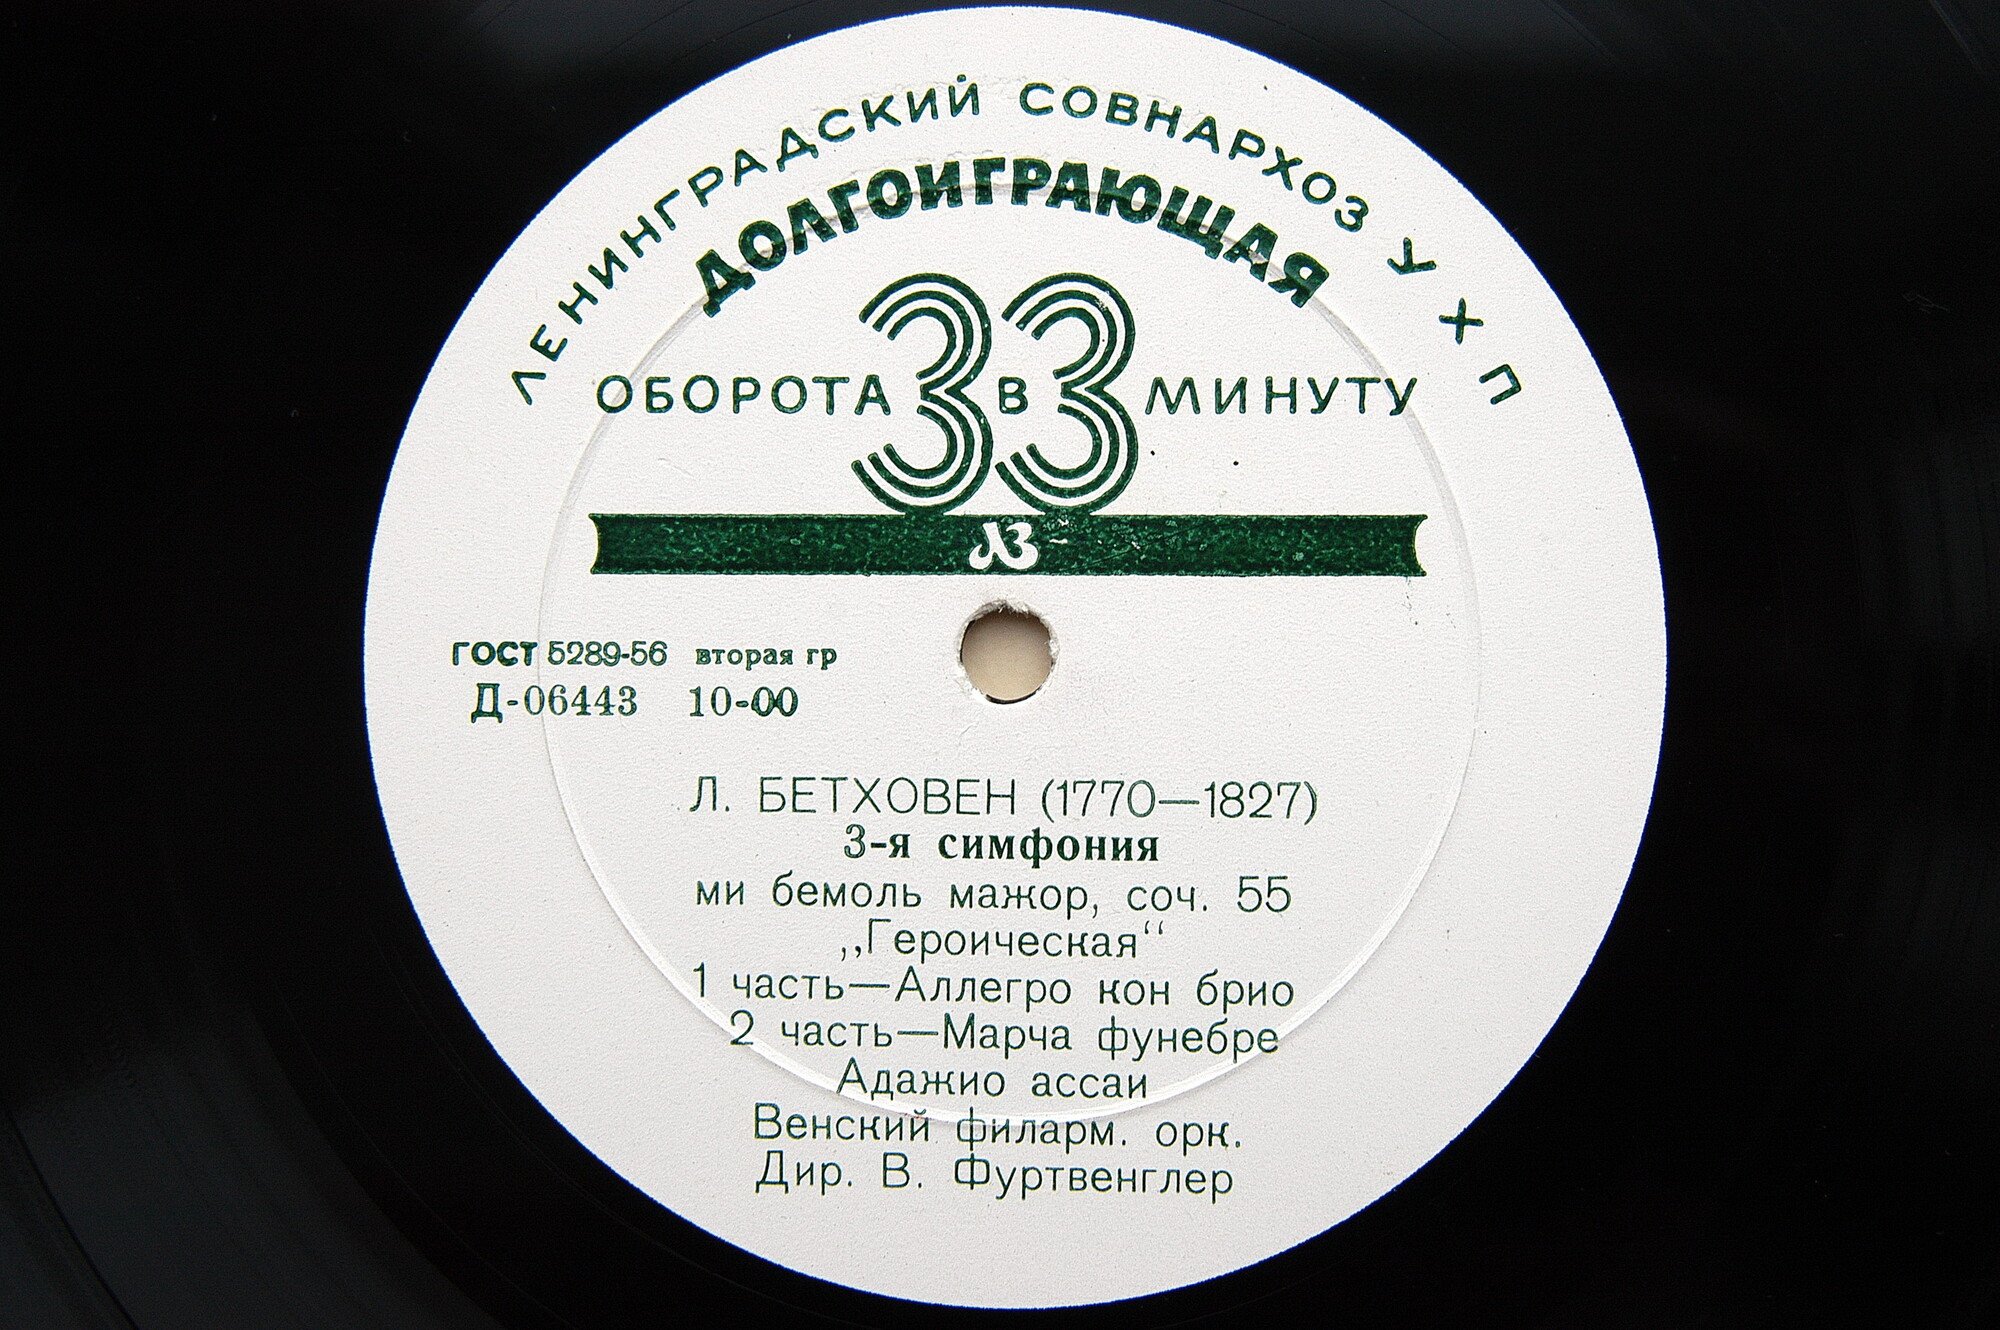 ЛЕНИНГРАДСКИЙ СОВНАРХОЗ УХП
ДОЛГОИГРАЮЩАЯ
33
ОБОРОТА В МИНУТУ
ЛЗ
ГОСТ 5289-56 вторая гр
Д-06443 10-00
Л. БЕТХОВЕН (1770—1827)
3-я симфония
ми бемоль мажор, соч. 55
„Героическая“
1 часть—Аллегро кон брио
2 часть—Марча фунебре
Адажио ассаи
Венский филарм. орк.
Дир. В. Фуртвенглер